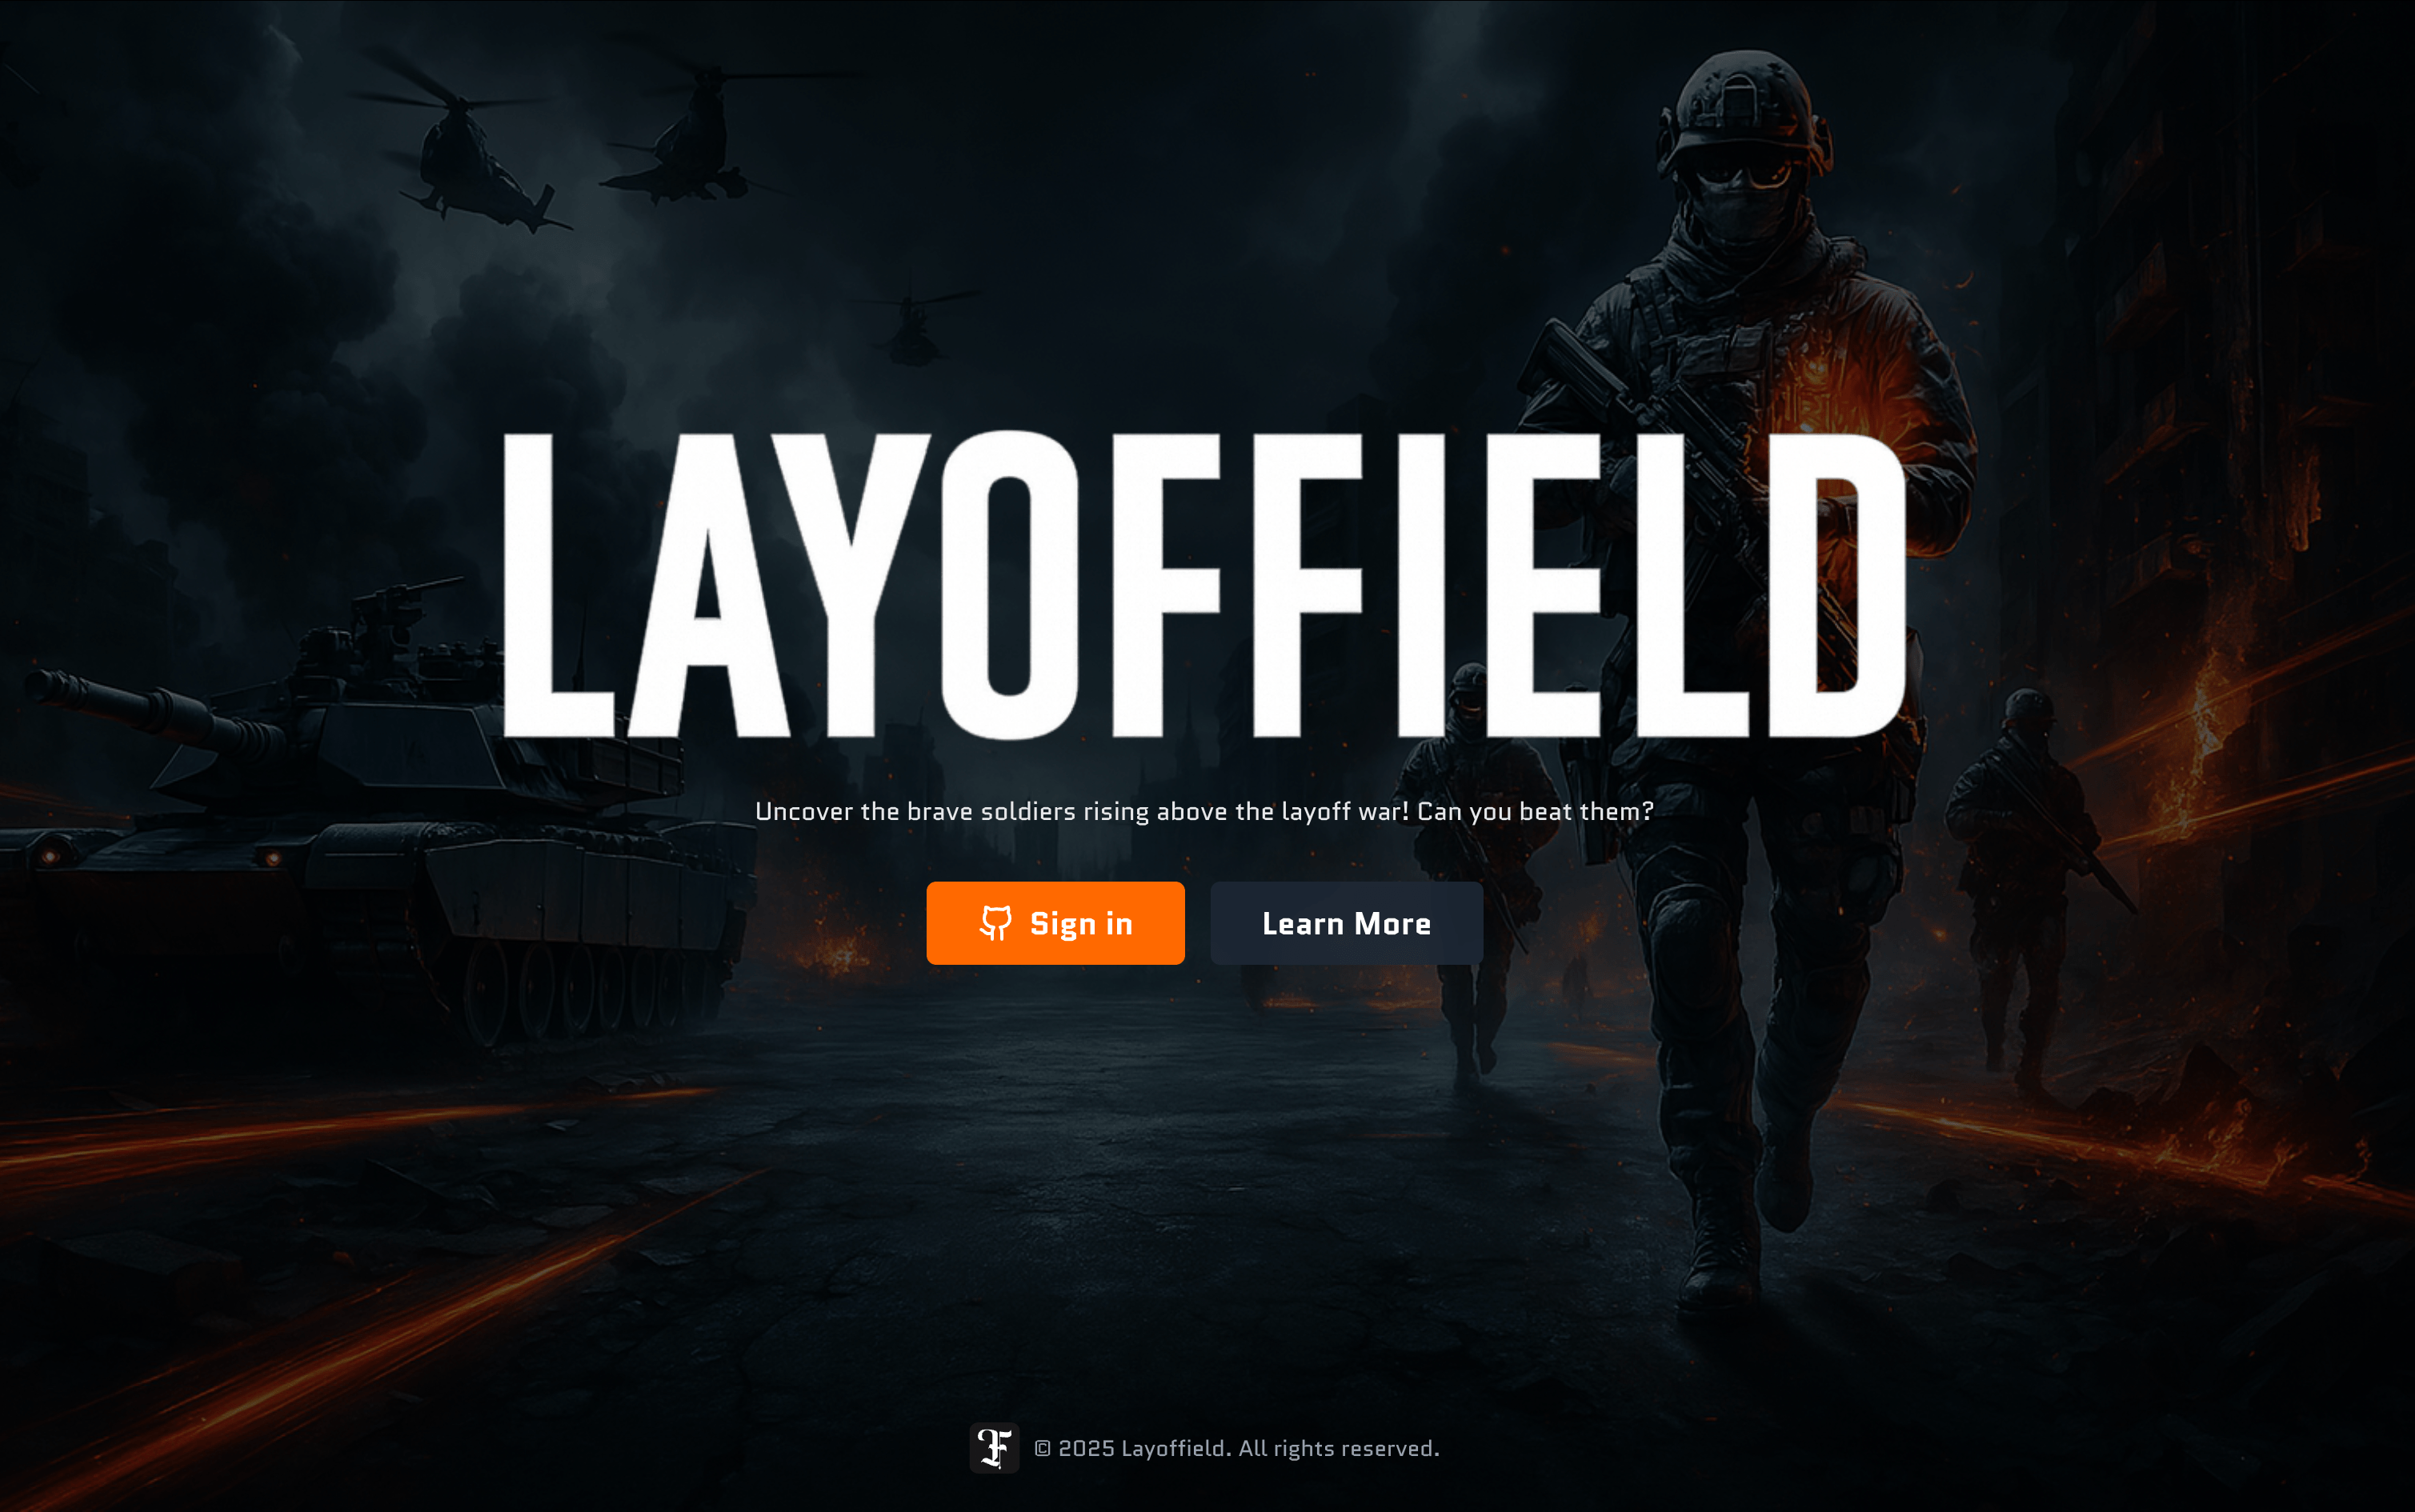 LAYOFFIELD
Uncover the brave soldiers rising above the layoff war! Can you beat them?
Sign in
Learn More
F © 2025 Layoffield. All rights reserved.